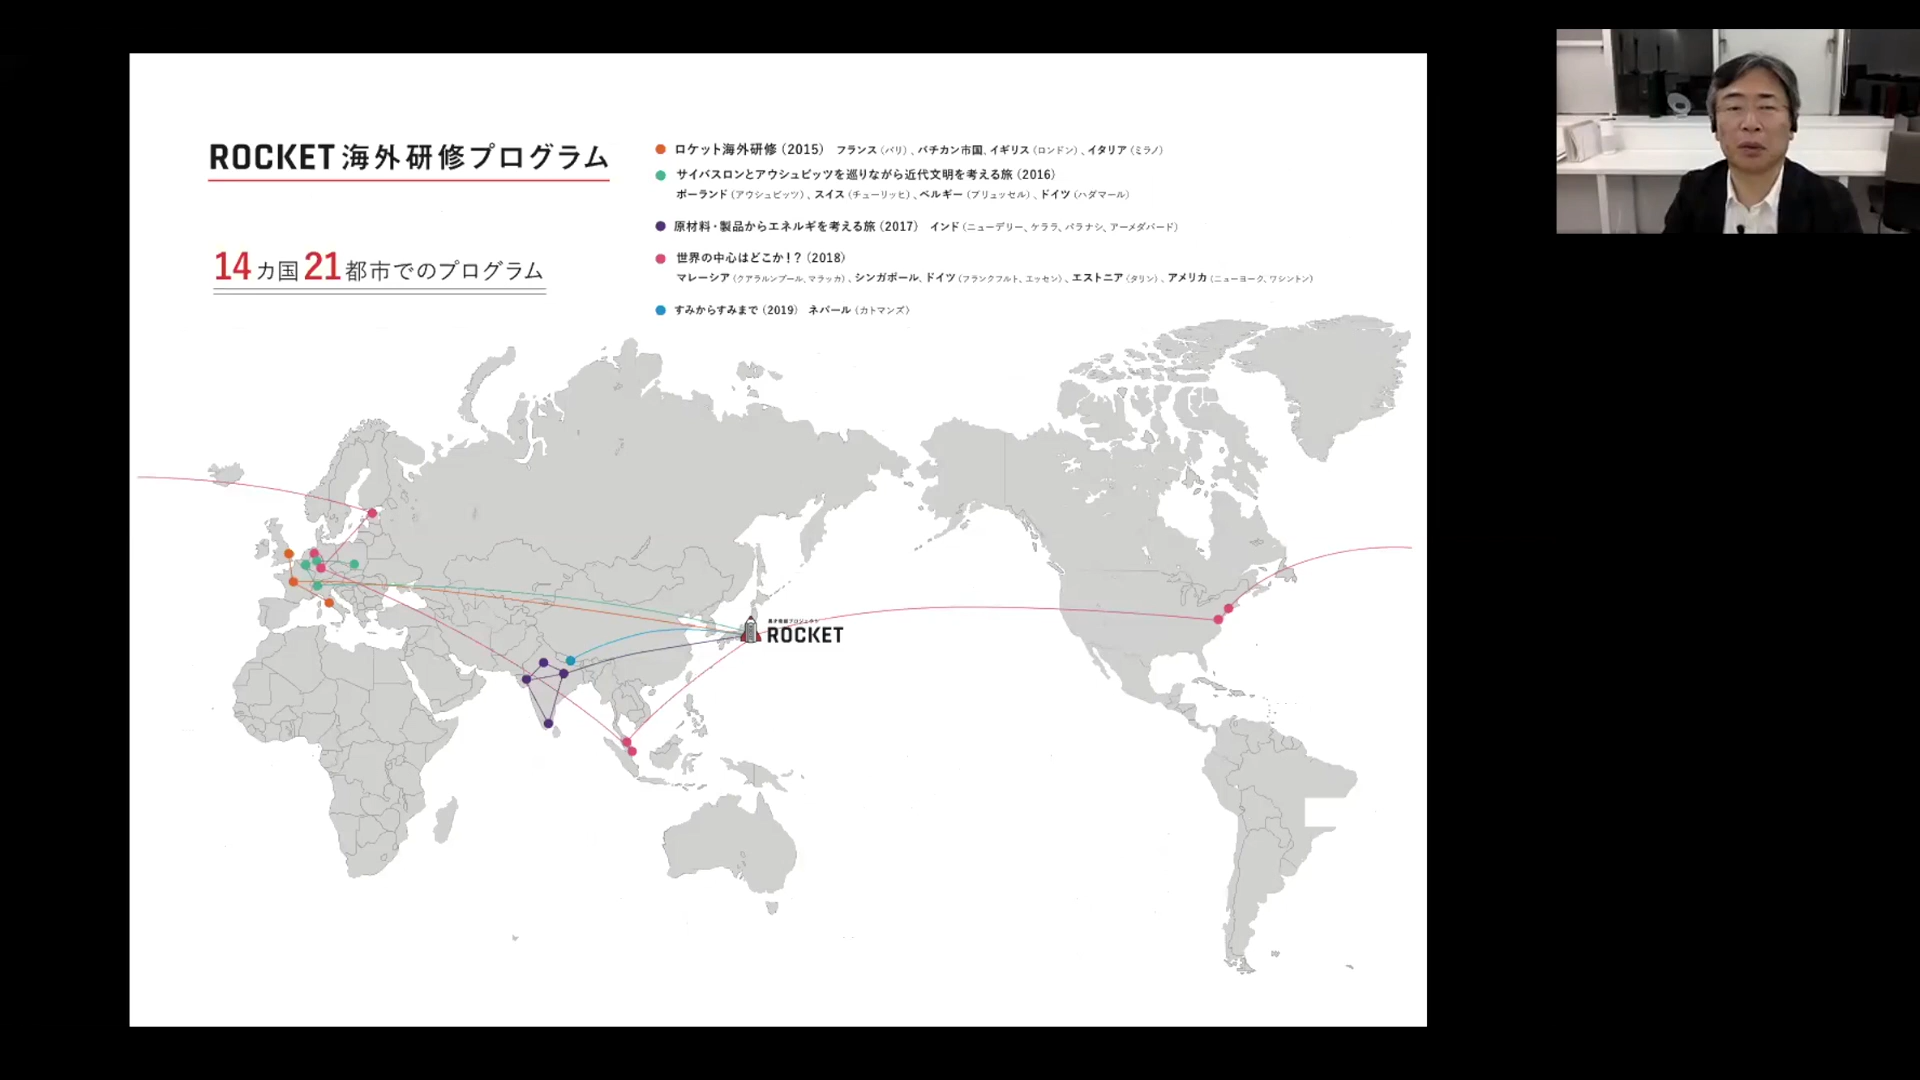 ROCKET 海外研修プログラム
14カ国21都市でのプログラム
ロケット海外研修(2015) フランス(パリ)、バチカン市国、イギリス(ロンドン)、イタリア(ミラノ)
サイバスロンとアウシュビッツを巡りながら近代文明を考える旅(2016)
ポーランド(アウシュビッツ)、スイス(チューリッヒ)、ベルギー(ブリュッセル)、ドイツ(ハダマール)
原材料・製品からエネルギを考える旅(2017) インド(ニューデリー、ケララ、バラナシ、アーメダバード)
世界の中心はどこか!?(2018)
マレーシア(クアラルンプール、マラッカ)、シンガポール、ドイツ(フランクフルト、エッセン)、エストニア(タリン)、アメリカ(ニューヨーク、ワシントン)
すみからすみまで(2019) ネパール(カトマンズ)
異才発掘プロジェクト
ROCKET